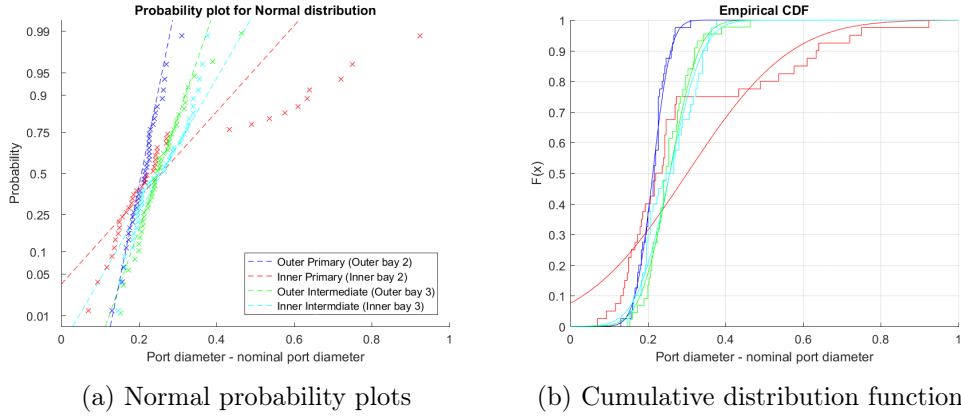 Probability plot for Normal distribution
0.99
0.95
0.9
0.75
0.5
0.25
0.1
0.05
0.01
Probability
0 0.2 0.4 0.6 0.8 1
Port diameter - nominal port diameter
Outer Primary (Outer bay 2)
Inner Primary (Inner bay 2)
Outer Intermediate (Outer bay 3)
Inner Intermdiate (Inner bay 3)
(a) Normal probability plots
Empirical CDF
1
0.9
0.8
0.7
0.6
0.5
0.4
0.3
0.2
0.1
0
F(x)
0 0.2 0.4 0.6 0.8 1
Port diameter - nominal port diameter
(b) Cumulative distribution function